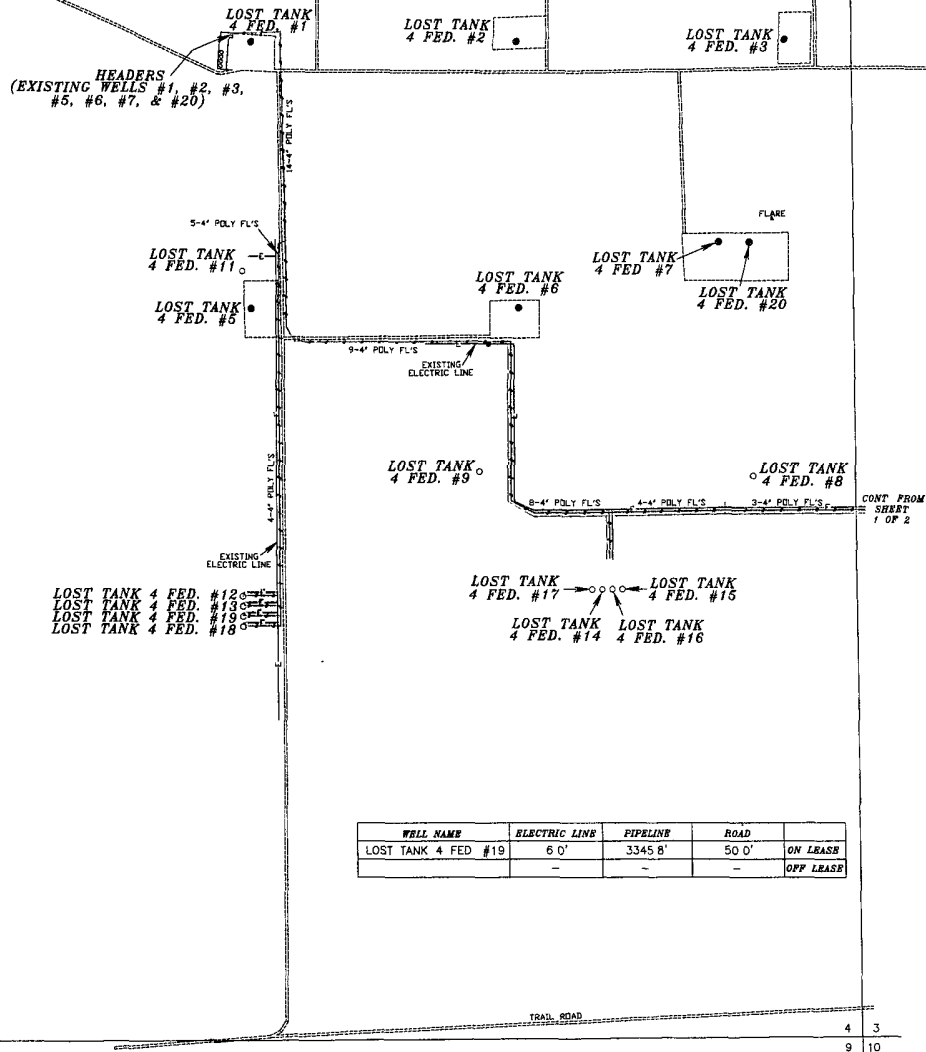 LOST TANK
4 FED. #1
LOST TANK
4 FED. #2
LOST TANK
4 FED. #3
HEADERS
(EXISTING WELLS #1, #2, #3,
#5, #6, #7, & #20)
14-4" POLY FL'S
5-4" POLY FL'S
LOST TANK
4 FED. #11
E
FLARE
LOST TANK
4 FED #7
LOST TANK
4 FED. #20
LOST TANK
4 FED. #6
LOST TANK
4 FED. #5
9-4" POLY FL'S
EXISTING
ELECTRIC LINE
LOST TANK
4 FED. #9
LOST TANK
4 FED. #8
4-4" POLY FL'S
8-4" POLY FL'S
4-4" POLY FL'S
3-4" POLY FL'S
CONT FROM
SHEET
1 OF 2
EXISTING
ELECTRIC LINE
LOST TANK 4 FED. #12
LOST TANK 4 FED. #13
LOST TANK 4 FED. #19
LOST TANK 4 FED. #18
LOST TANK
4 FED. #17
LOST TANK
4 FED. #15
LOST TANK
4 FED. #14
LOST TANK
4 FED. #16
WELL NAME ELECTRIC LINE PIPELINE ROAD
LOST TANK 4 FED #19 6 0' 3345 8' 50 0' ON LEASE
– ~ – OFF LEASE
TRAIL ROAD
4 3
9 10